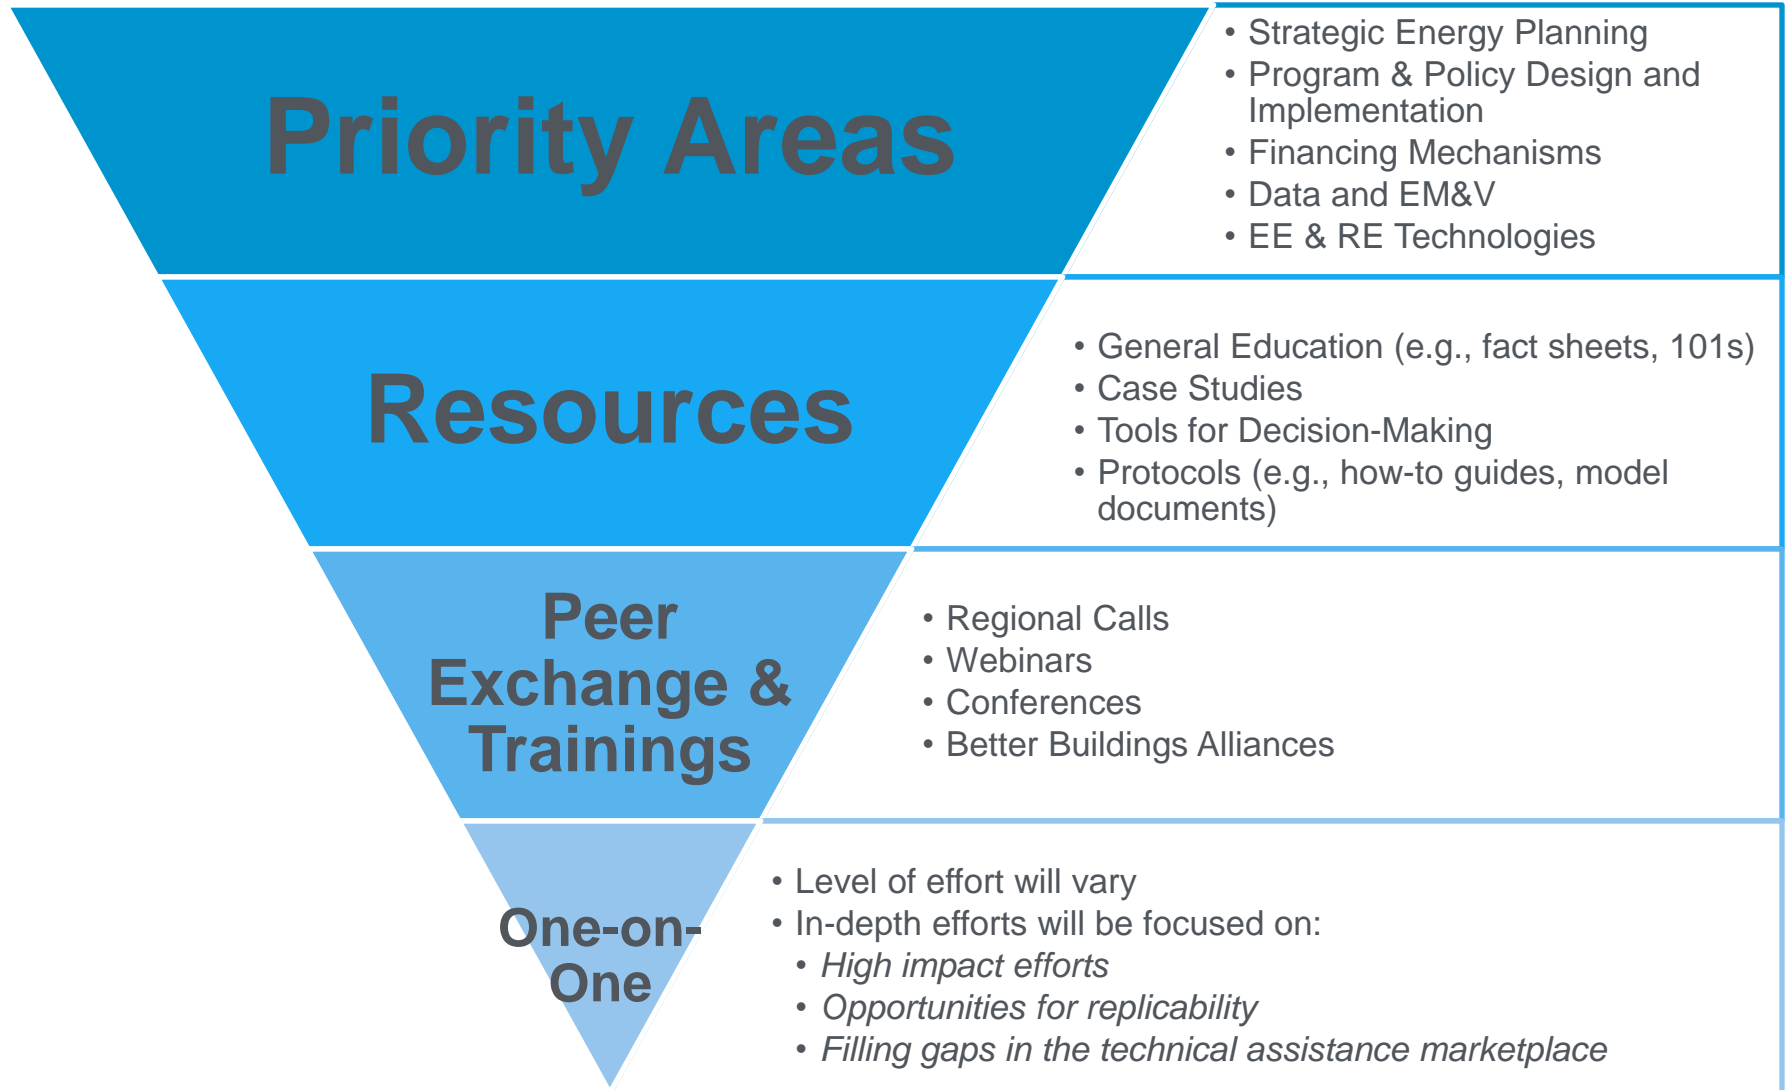 Priority Areas
• Strategic Energy Planning
• Program & Policy Design and
Implementation
• Financing Mechanisms
• Data and EM&V
• EE & RE Technologies
Resources
• General Education (e.g., fact sheets, 101s)
• Case Studies
• Tools for Decision-Making
• Protocols (e.g., how-to guides, model
documents)
Peer
Exchange &
Trainings
• Regional Calls
• Webinars
• Conferences
• Better Buildings Alliances
One-on-
One
• Level of effort will vary
• In-depth efforts will be focused on:
• High impact efforts
• Opportunities for replicability
• Filling gaps in the technical assistance marketplace